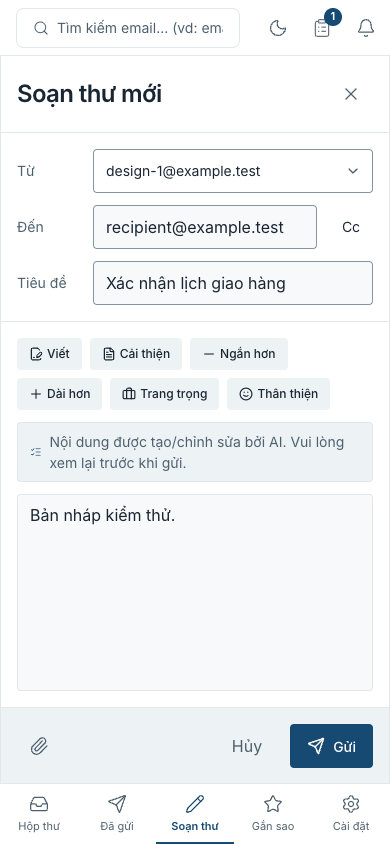 Tìm kiếm email... (vd: em
1
Soạn thư mới
Từ
design-1@example.test
Đến
recipient@example.test
Cc
Tiêu đề
Xác nhận lịch giao hàng
Viết
Cải thiện
Ngắn hơn
Dài hơn
Trang trọng
Thân thiện
Nội dung được tạo/chỉnh sửa bởi AI. Vui lòng
xem lại trước khi gửi.
Bản nháp kiểm thử.
Hủy
Gửi
Hộp thư
Đã gửi
Soạn thư
Gắn sao
Cài đặt